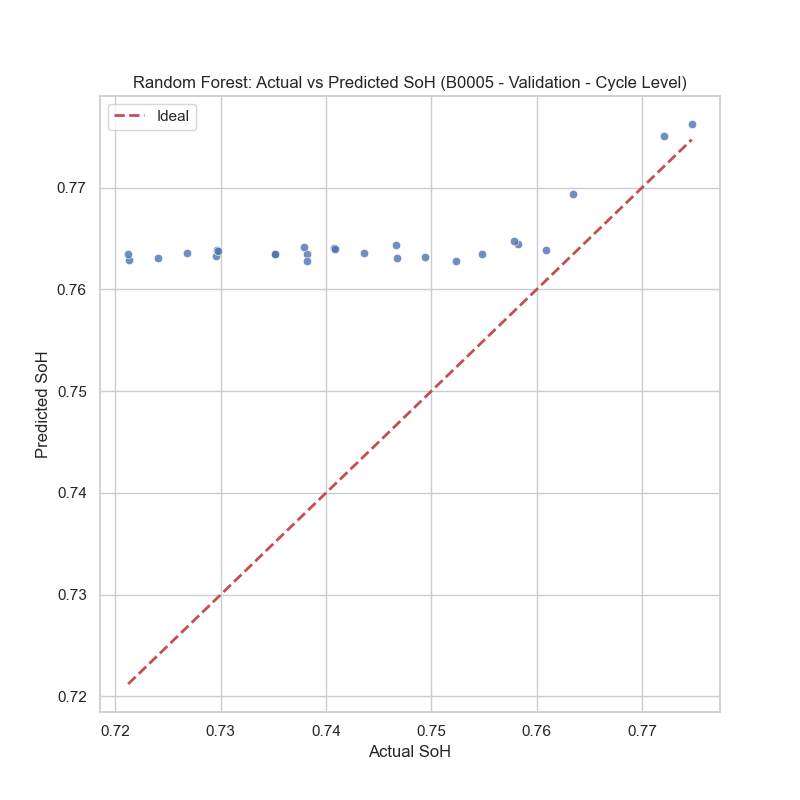 Random Forest: Actual vs Predicted SoH (B0005 - Validation - Cycle Level)
Ideal
0.77
0.76
0.75
0.74
0.73
0.72
Predicted SoH
0.72 0.73 0.74 0.75 0.76 0.77
Actual SoH